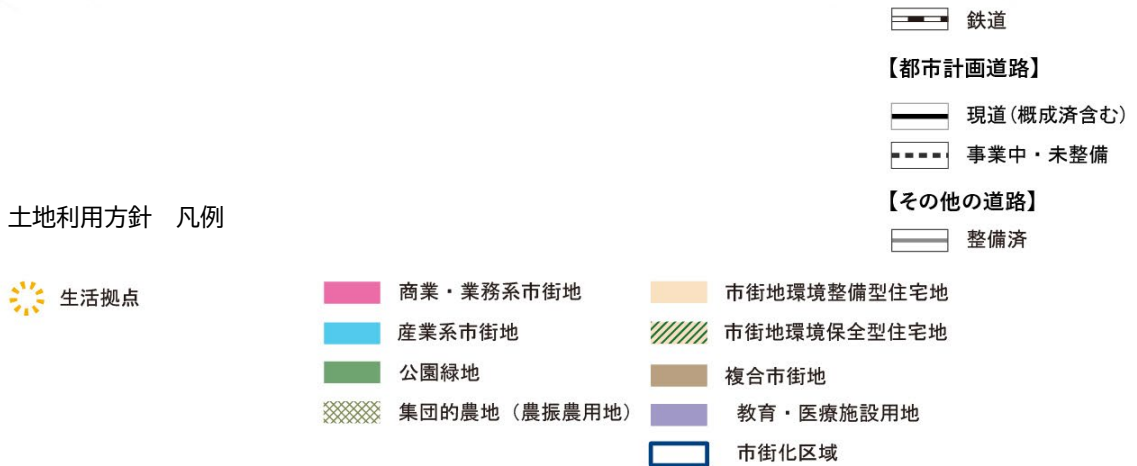 鉄道
【都市計画道路】
現道(概成済含む)
事業中・未整備
【その他の道路】
整備済
土地利用方針　凡例
生活拠点
商業・業務系市街地
産業系市街地
公園緑地
集団的農地（農振農用地）
市街地環境整備型住宅地
市街地環境保全型住宅地
複合市街地
教育・医療施設用地
市街化区域